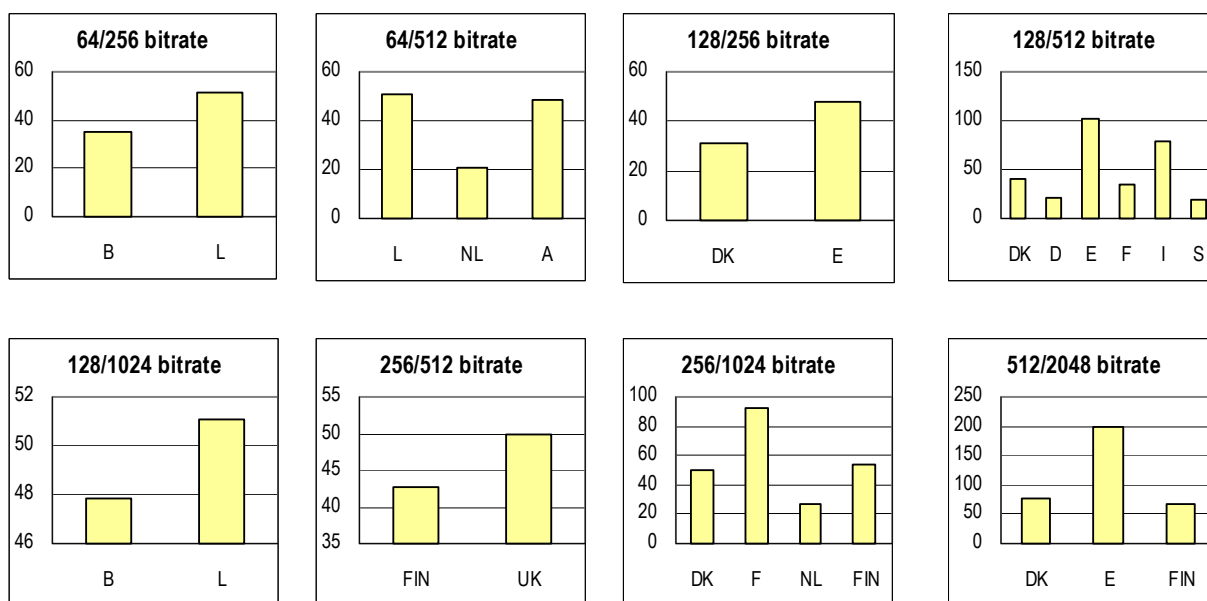 64/256 bitrate
60
40
20
0
B L
64/512 bitrate
60
40
20
0
L NL A
128/256 bitrate
60
40
20
0
DK E
128/512 bitrate
150
100
50
0
DK D E F I S
128/1024 bitrate
52
50
48
46
B L
256/512 bitrate
55
50
45
40
35
FIN UK
256/1024 bitrate
100
80
60
40
20
0
DK F NL FIN
512/2048 bitrate
250
200
150
100
50
0
DK E FIN